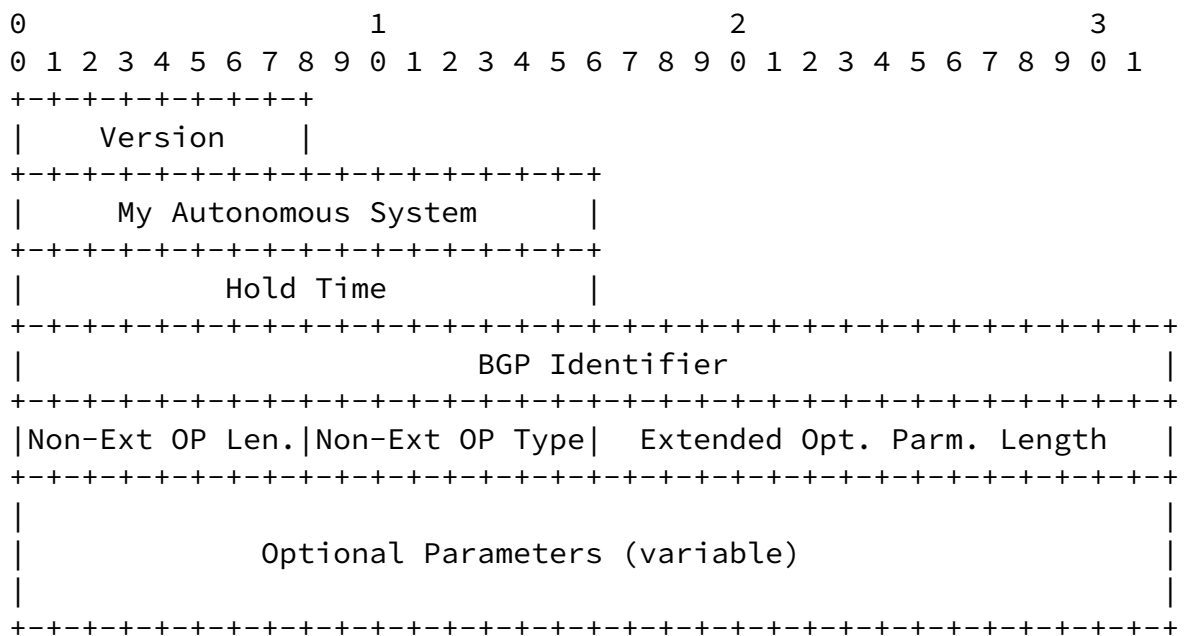 0                   1                   2                   3
0 1 2 3 4 5 6 7 8 9 0 1 2 3 4 5 6 7 8 9 0 1 2 3 4 5 6 7 8 9 0 1
+-+-+-+-+-+-+-+-+
|    Version    |
+-+-+-+-+-+-+-+-+-+-+-+-+-+-+-+-+
|     My Autonomous System      |
+-+-+-+-+-+-+-+-+-+-+-+-+-+-+-+-+
|           Hold Time           |
+-+-+-+-+-+-+-+-+-+-+-+-+-+-+-+-+-+-+-+-+-+-+-+-+-+-+-+-+-+-+-+-+
|                         BGP Identifier                        |
+-+-+-+-+-+-+-+-+-+-+-+-+-+-+-+-+-+-+-+-+-+-+-+-+-+-+-+-+-+-+-+-+
|Non-Ext OP Len.|Non-Ext OP Type|  Extended Opt. Parm. Length   |
+-+-+-+-+-+-+-+-+-+-+-+-+-+-+-+-+-+-+-+-+-+-+-+-+-+-+-+-+-+-+-+-+
|                                                               |
|             Optional Parameters (variable)                    |
|                                                               |
+-+-+-+-+-+-+-+-+-+-+-+-+-+-+-+-+-+-+-+-+-+-+-+-+-+-+-+-+-+-+-+-+